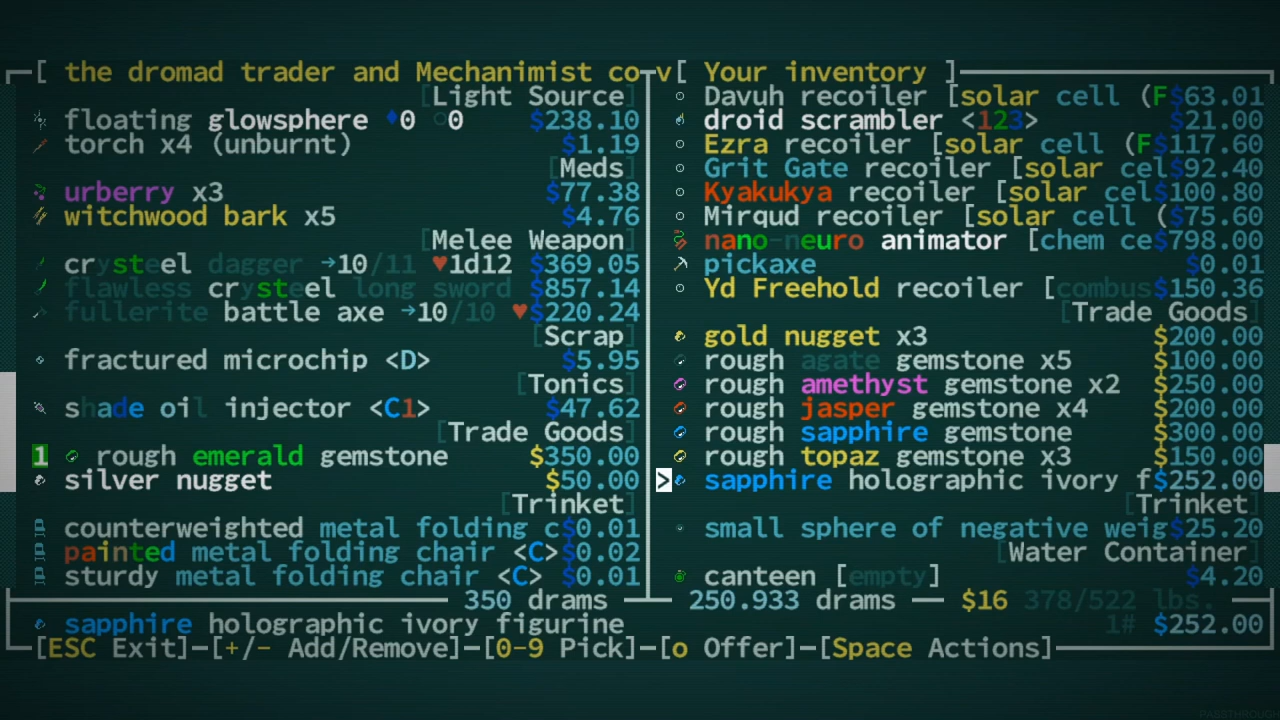 [ the dromad trader and Mechanimist co
[Light Source]
floating glowsphere ♦0 ○0 $238.10
torch x4 (unburnt) $1.19
[Meds]
urberry x3 $77.38
witchwood bark x5 $4.76
[Melee Weapon]
crysteel dagger →10/11 ♥1d12 $369.05
flawless crysteel long sword $857.14
fullerite battle axe →10/10 ♥$220.24
[Scrap]
fractured microchip <D> $5.95
[Tonics]
shade oil injector <C1> $47.62
[Trade Goods]
1 rough emerald gemstone $350.00
silver nugget $50.00
[Trinket]
counterweighted metal folding c$0.01
painted metal folding chair <C>$0.02
sturdy metal folding chair <C> $0.01
350 drams
v[ Your inventory ]
Davuh recoiler [solar cell (F$63.01
droid scrambler <123> $21.00
Ezra recoiler [solar cell (F$117.60
Grit Gate recoiler [solar cel$92.40
Kyakukya recoiler [solar cel$100.80
Mirqud recoiler [solar cell ($75.60
nano-neuro animator [chem ce$798.00
pickaxe $0.01
Yd Freehold recoiler [combus$150.36
[Trade Goods]
gold nugget x3 $200.00
rough agate gemstone x5 $100.00
rough amethyst gemstone x2 $250.00
rough jasper gemstone x4 $200.00
rough sapphire gemstone $300.00
rough topaz gemstone x3 $150.00
> sapphire holographic ivory f$252.00
[Trinket]
small sphere of negative weig$25.20
[Water Container]
canteen [empty] $4.20
250.933 drams — $16 378/522 lbs.
sapphire holographic ivory figurine 1# $252.00
[ESC Exit]—[+/- Add/Remove]—[0-9 Pick]—[o Offer]—[Space Actions]